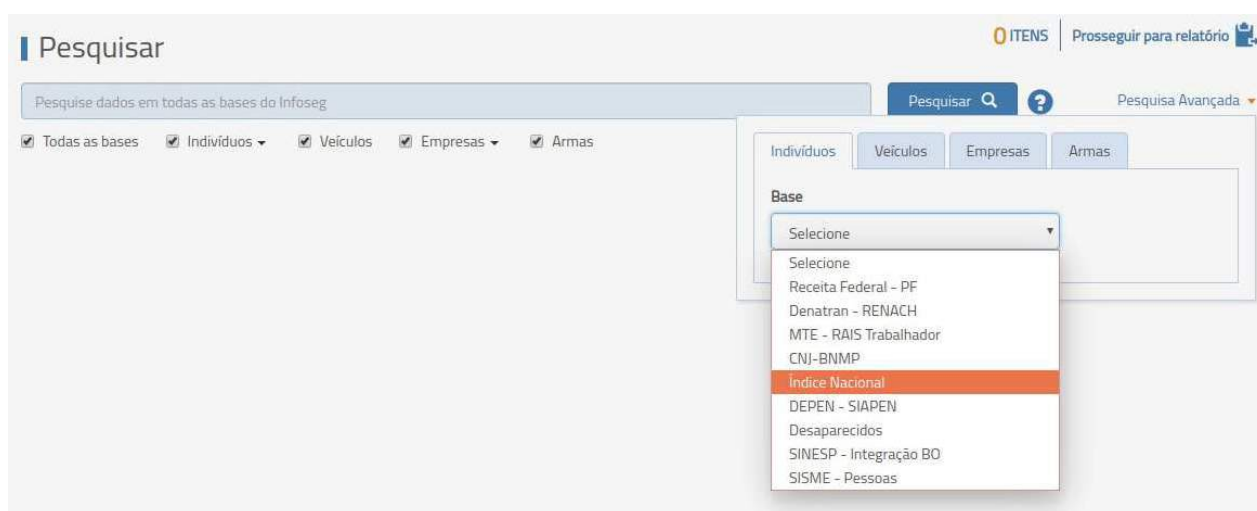 Pesquisar
0 ITENS
Prosseguir para relatório
Pesquise dados em todas as bases do Infoseg
Pesquisar
?
Pesquisa Avançada
Todas as bases
Indivíduos
Veículos
Empresas
Armas
Indivíduos
Veículos
Empresas
Armas
Base
Selecione
Selecione
Receita Federal - PF
Denatran - RENACH
MTE - RAIS Trabalhador
CNJ-BNMP
Índice Nacional
DEPEN - SIAPEN
Desaparecidos
SINESP - Integração BO
SISME - Pessoas